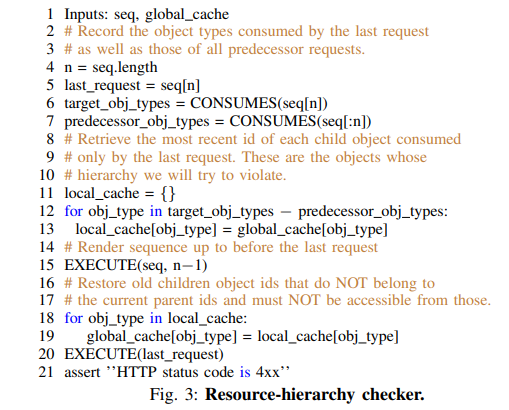 1 Inputs: seq, global_cache
2 # Record the object types consumed by the last request
3 # as well as those of all predecessor requests.
4 n = seq.length
5 last_request = seq[n]
6 target_obj_types = CONSUMES(seq[n])
7 predecessor_obj_types = CONSUMES(seq[:n])
8 # Retrieve the most recent id of each child object consumed
9 # only by the last request. These are the objects whose
10 # hierarchy we will try to violate.
11 local_cache = {}
12 for obj_type in target_obj_types − predecessor_obj_types:
13 local_cache[obj_type] = global_cache[obj_type]
14 # Render sequence up to before the last request
15 EXECUTE(seq, n−1)
16 # Restore old children object ids that do NOT belong to
17 # the current parent ids and must NOT be accessible from those.
18 for obj_type in local_cache:
19 global_cache[obj_type] = local_cache[obj_type]
20 EXECUTE(last_request)
21 assert ’’HTTP status code is 4xx’’
Fig. 3: Resource-hierarchy checker.